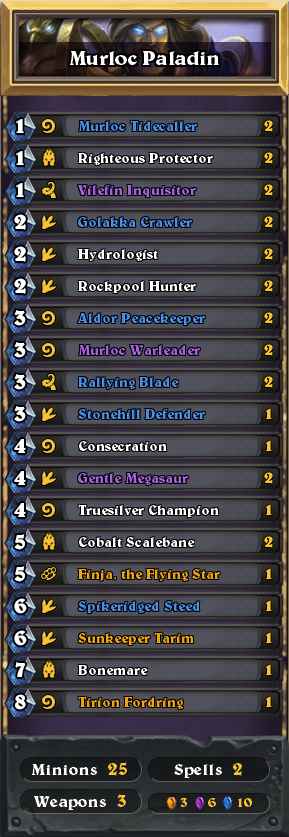 Murloc Paladin
1 Murloc Tidecaller 2
1 Righteous Protector 2
1 Vilefin Inquisitor 2
2 Golakka Crawler 2
2 Hydrologist 2
2 Rockpool Hunter 2
3 Aldor Peacekeeper 2
3 Murloc Warleader 2
3 Rallying Blade 2
3 Stonehill Defender 1
4 Consecration 1
4 Gentle Megasaur 2
4 Truesilver Champion 1
5 Cobalt Scalebane 2
5 Finja, the Flying Star 1
6 Spikeridged Steed 1
6 Sunkeeper Tarim 1
7 Bonemare 1
8 Tirion Fordring 1
Minions 25 Spells 2
Weapons 3 3 6 10